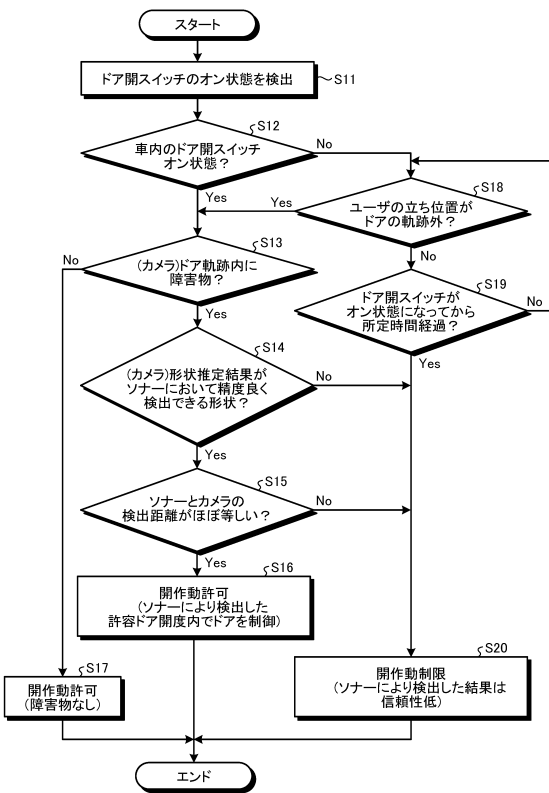 スタート
ドア開スイッチのオン状態を検出
S11
S12
車内のドア開スイッチ
オン状態？
No
Yes
S18
ユーザの立ち位置が
ドアの軌跡外？
Yes
No
S13
(カメラ)ドア軌跡内に
障害物？
No
Yes
S19
ドア開スイッチが
オン状態になってから
所定時間経過？
No
Yes
S14
(カメラ)形状推定結果が
ソナーにおいて精度良く
検出できる形状？
No
Yes
S15
ソナーとカメラの
検出距離がほぼ等しい？
No
Yes
S16
開作動許可
(ソナーにより検出した
許容ドア開度内でドアを制御)
S17
開作動許可
(障害物なし)
S20
開作動制限
(ソナーにより検出した結果は
信頼性低)
エンド